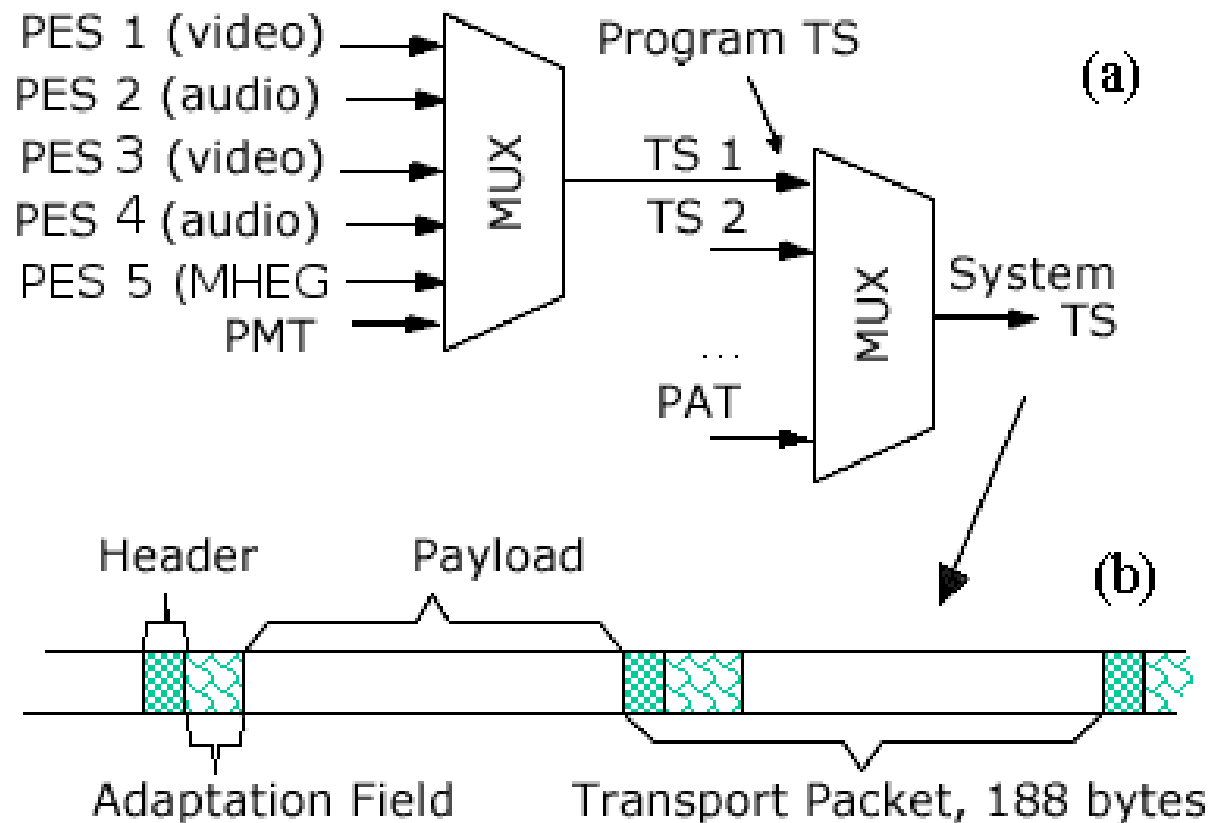 PES 1 (video)
PES 2 (audio)
PES 3 (video)
PES 4 (audio)
PES 5 (MHEG
PMT
MUX
Program TS
TS 1
TS 2
...
PAT
MUX
System
TS
(a)
Header
Payload
(b)
Adaptation Field
Transport Packet, 188 bytes